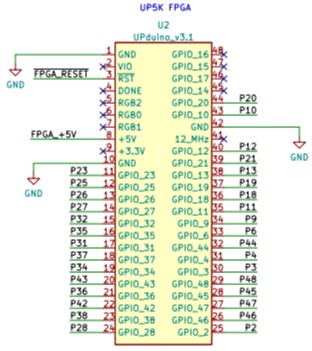 UP5K FPGA
U2
UPduino_v3.1
1 GND GPIO_16 48
2 VIO GPIO_15 47
FPGA_RESET 3 RST GPIO_17 46
GND
4 DONE GPIO_14 45
5 RGB2 GPIO_20 44 P20
6 RGB0 GPIO_10 43 P10
7 RGB1 GND 42
FPGA_+5V 8 +5V 12_MHz 41
9 +3.3V GPIO_12 40 P12
GND
10 GND GPIO_21 39 P21
P23 11 GPIO_23 GPIO_13 38 P13
P25 12 GPIO_25 GPIO_19 37 P19
GND
P26 13 GPIO_26 GPIO_18 36 P18
P27 14 GPIO_27 GPIO_11 35 P11
P32 15 GPIO_32 GPIO_9 34 P9
P35 16 GPIO_35 GPIO_6 33 P6
P31 17 GPIO_31 GPIO_44 32 P44
P37 18 GPIO_37 GPIO_4 31 P4
P34 19 GPIO_34 GPIO_3 30 P3
P43 20 GPIO_43 GPIO_48 29 P48
P36 21 GPIO_36 GPIO_45 28 P45
P42 22 GPIO_42 GPIO_47 27 P47
P38 23 GPIO_38 GPIO_46 26 P46
P28 24 GPIO_28 GPIO_2 25 P2